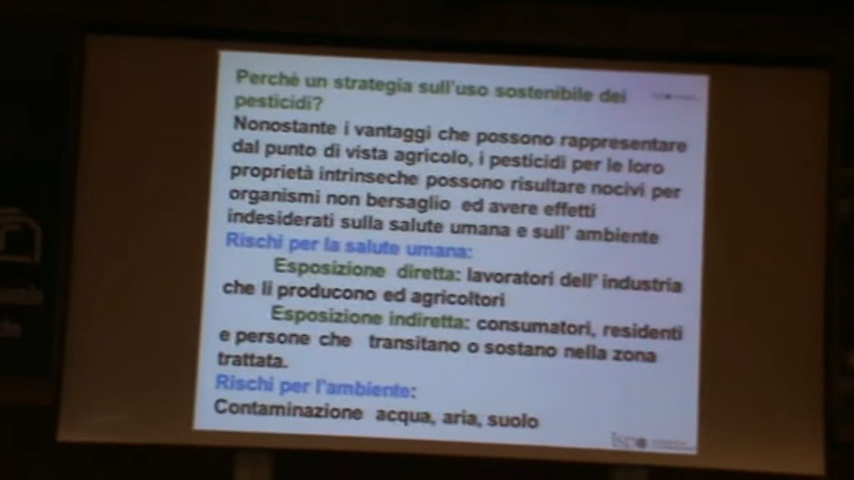 Perchè un strategia sull'uso sostenibile dei
pesticidi?
Nonostante i vantaggi che possono rappresentare
dal punto di vista agricolo, i pesticidi per le loro
proprietà intrinseche possono risultare nocivi per
organismi non bersaglio ed avere effetti
indesiderati sulla salute umana e sull' ambiente
Rischi per la salute umana:
Esposizione diretta: lavoratori dell' industria
che li producono ed agricoltori
Esposizione indiretta: consumatori, residenti
e persone che transitano o sostano nella zona
trattata.
Rischi per l'ambiente:
Contaminazione acqua, aria, suolo